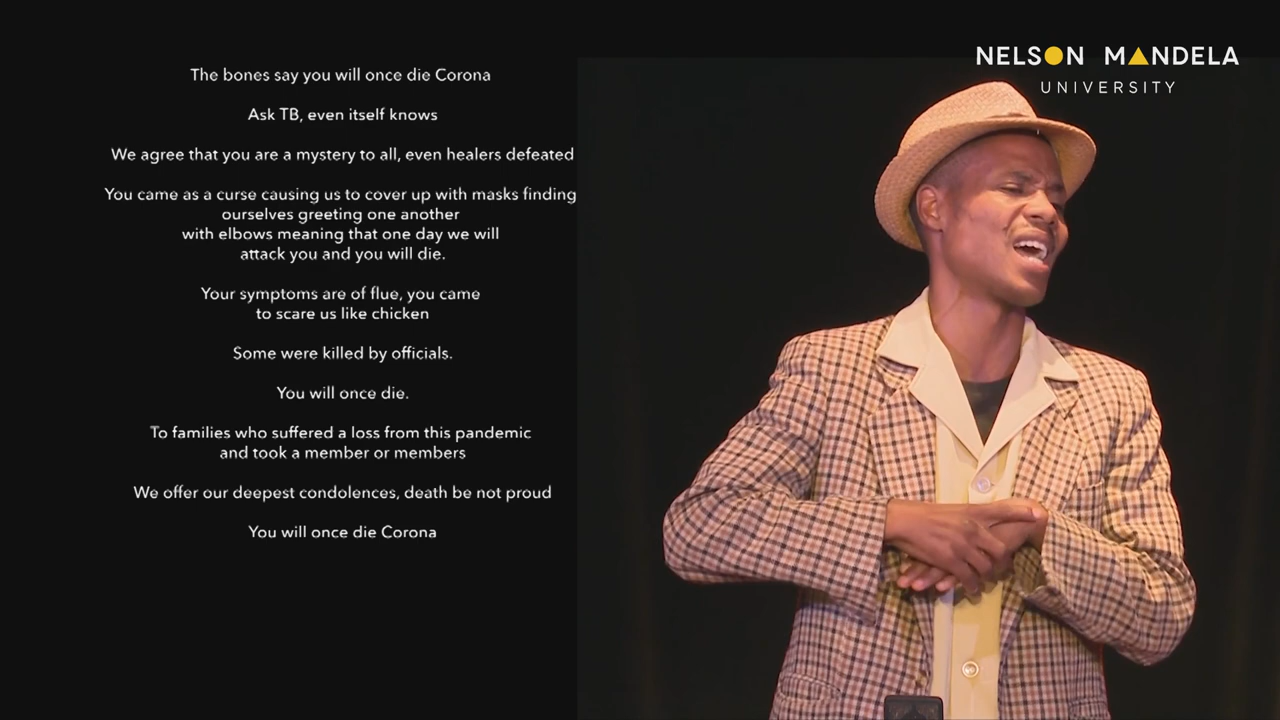 NELSON MANDELA
UNIVERSITY
The bones say you will once die Corona
Ask TB, even itself knows
We agree that you are a mystery to all, even healers defeated
You came as a curse causing us to cover up with masks finding
ourselves greeting one another
with elbows meaning that one day we will
attack you and you will die.
Your symptoms are of flue, you came
to scare us like chicken
Some were killed by officials.
You will once die.
To families who suffered a loss from this pandemic
and took a member or members
We offer our deepest condolences, death be not proud
You will once die Corona